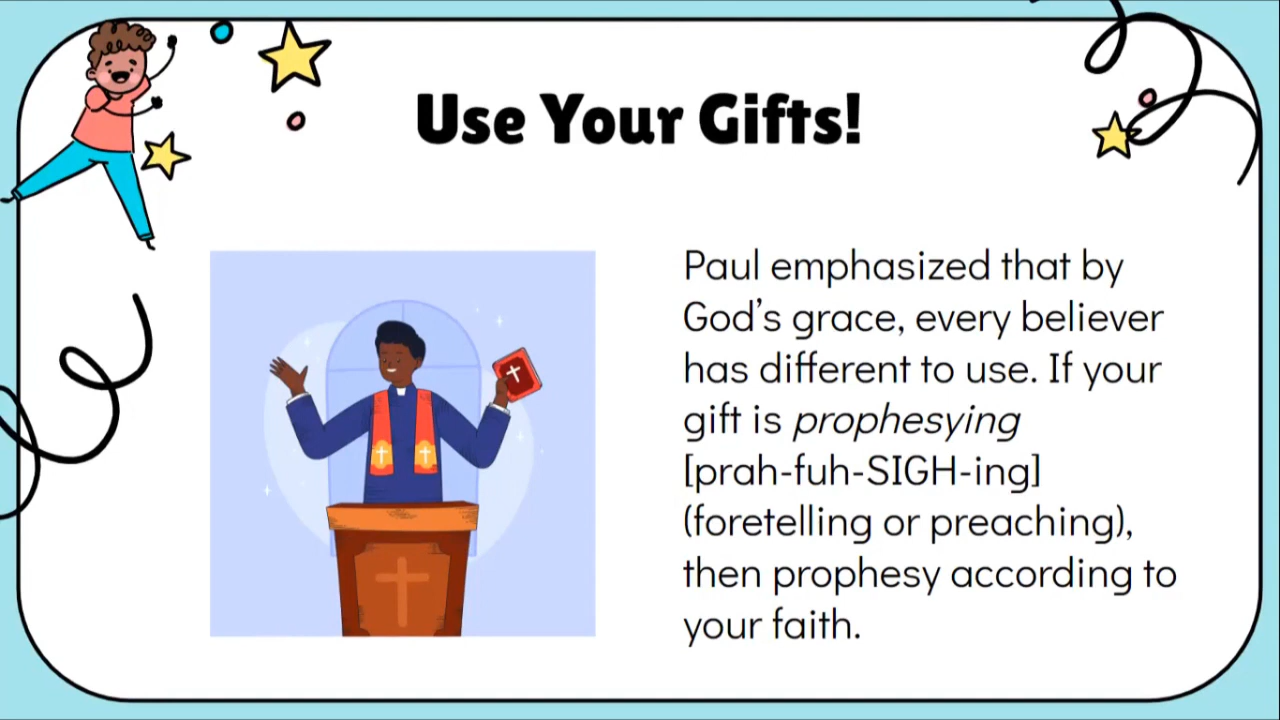 Use Your Gifts!
Paul emphasized that by
God's grace, every believer
has different to use. If your
gift is prophesying
[prah-fuh-SIGH-ing]
(foretelling or preaching),
then prophesy according to
your faith.